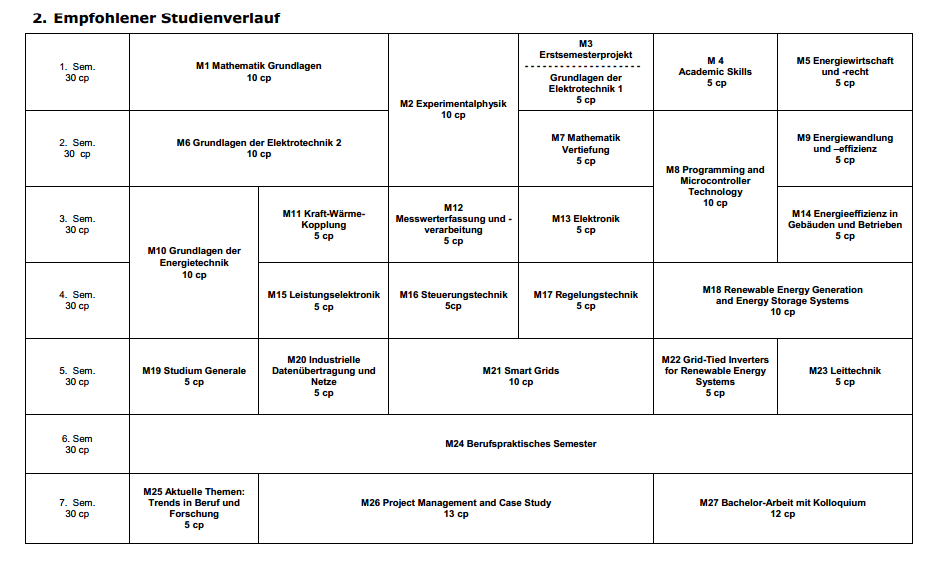 2. Empfohlener Studienverlauf
1. Sem.
30 cp
M1 Mathematik Grundlagen
10 cp
M2 Experimentalphysik
10 cp
M3
Erstsemesterprojekt
Grundlagen der
Elektrotechnik 1
5 cp
M 4
Academic Skills
5 cp
M5 Energiewirtschaft
und -recht
5 cp
2. Sem.
30 cp
M6 Grundlagen der Elektrotechnik 2
10 cp
M7 Mathematik
Vertiefung
5 cp
M8 Programming and
Microcontroller
Technology
10 cp
M9 Energiewandlung
und –effizienz
5 cp
3. Sem.
30 cp
M10 Grundlagen der
Energietechnik
10 cp
M11 Kraft-Wärme-
Kopplung
5 cp
M12
Messwerterfassung und -
verarbeitung
5 cp
M13 Elektronik
5 cp
M14 Energieeffizienz in
Gebäuden und Betrieben
5 cp
4. Sem.
30 cp
M15 Leistungselektronik
5 cp
M16 Steuerungstechnik
5cp
M17 Regelungstechnik
5 cp
M18 Renewable Energy Generation
and Energy Storage Systems
10 cp
5. Sem.
30 cp
M19 Studium Generale
5 cp
M20 Industrielle
Datenübertragung und
Netze
5 cp
M21 Smart Grids
10 cp
M22 Grid-Tied Inverters
for Renewable Energy
Systems
5 cp
M23 Leittechnik
5 cp
6. Sem
30 cp
M24 Berufspraktisches Semester
7. Sem.
30 cp
M25 Aktuelle Themen:
Trends in Beruf und
Forschung
5 cp
M26 Project Management and Case Study
13 cp
M27 Bachelor-Arbeit mit Kolloquium
12 cp